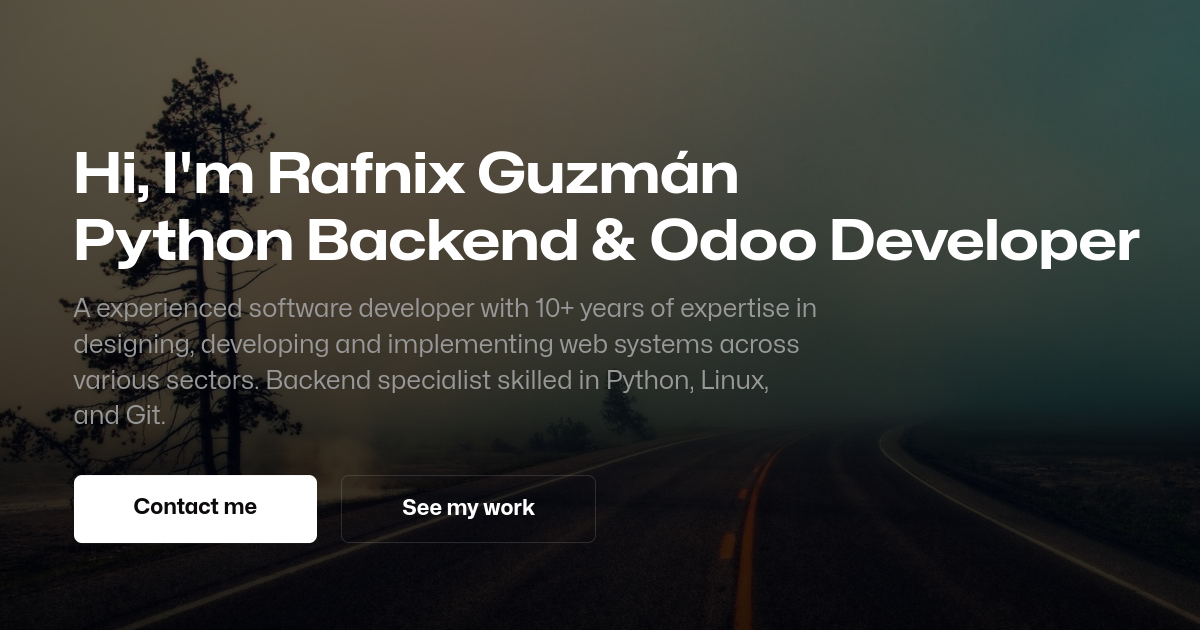 Hi, I'm Rafnix Guzmán
Python Backend & Odoo Developer
A experienced software developer with 10+ years of expertise in
designing, developing and implementing web systems across
various sectors. Backend specialist skilled in Python, Linux,
and Git.
Contact me
See my work